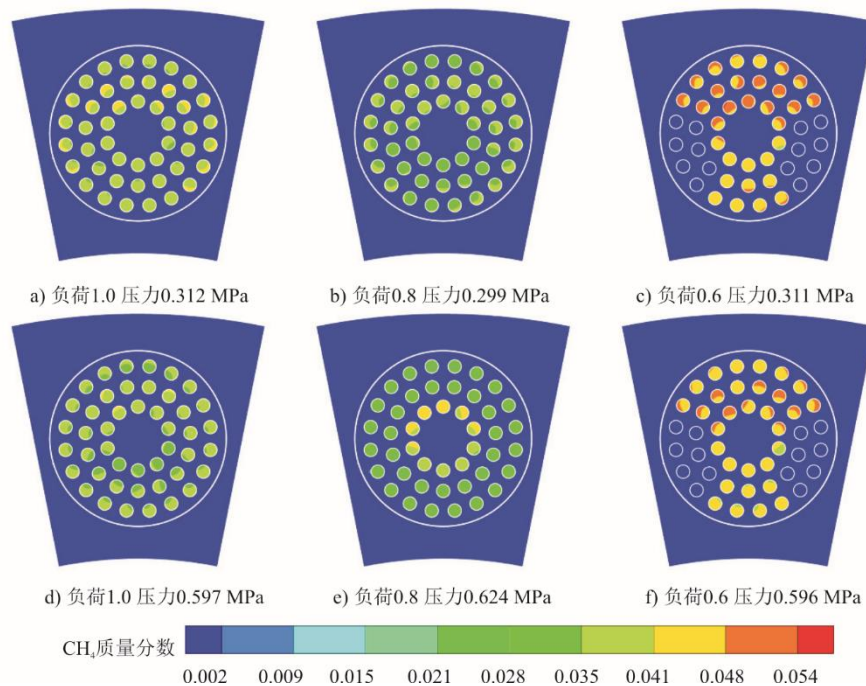 a) 负荷1.0 压力0.312 MPa
b) 负荷0.8 压力0.299 MPa
c) 负荷0.6 压力0.311 MPa
d) 负荷1.0 压力0.597 MPa
e) 负荷0.8 压力0.624 MPa
f) 负荷0.6 压力0.596 MPa
CH₄质量分数
0.002 0.009 0.015 0.021 0.028 0.035 0.041 0.048 0.054